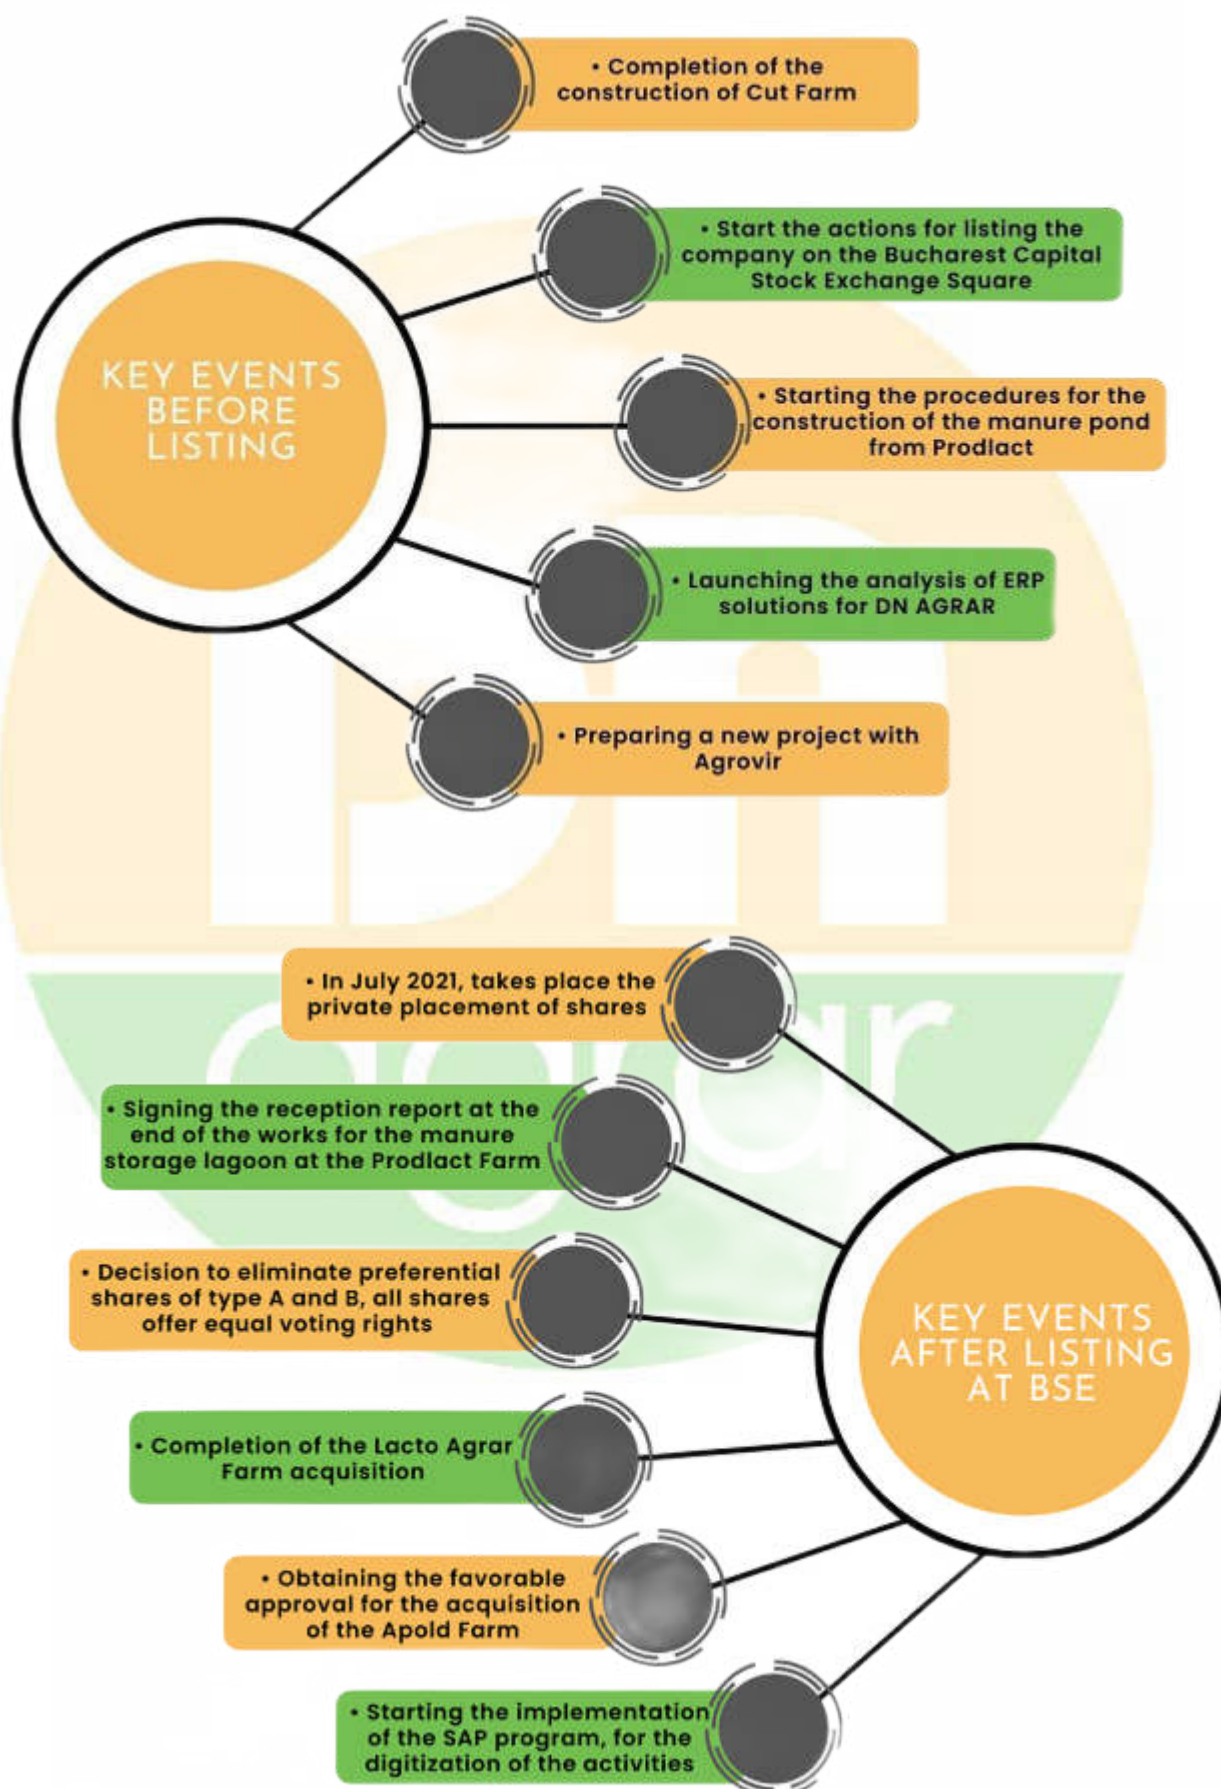 • Completion of the
construction of Cut Farm
• Start the actions for listing the
company on the Bucharest Capital
Stock Exchange Square
KEY EVENTS
BEFORE
LISTING
• Starting the procedures for the
construction of the manure pond
from Prodlact
• Launching the analysis of ERP
solutions for DN AGRAR
• Preparing a new project with
Agrovir
• In July 2021, takes place the
private placement of shares
• Signing the reception report at the
end of the works for the manure
storage lagoon at the Prodlact Farm
• Decision to eliminate preferential
shares of type A and B, all shares
offer equal voting rights
KEY EVENTS
AFTER LISTING
AT BSE
• Completion of the Lacto Agrar
Farm acquisition
• Obtaining the favorable
approval for the acquisition
of the Apold Farm
• Starting the implementation
of the SAP program, for the
digitization of the activities
agrar